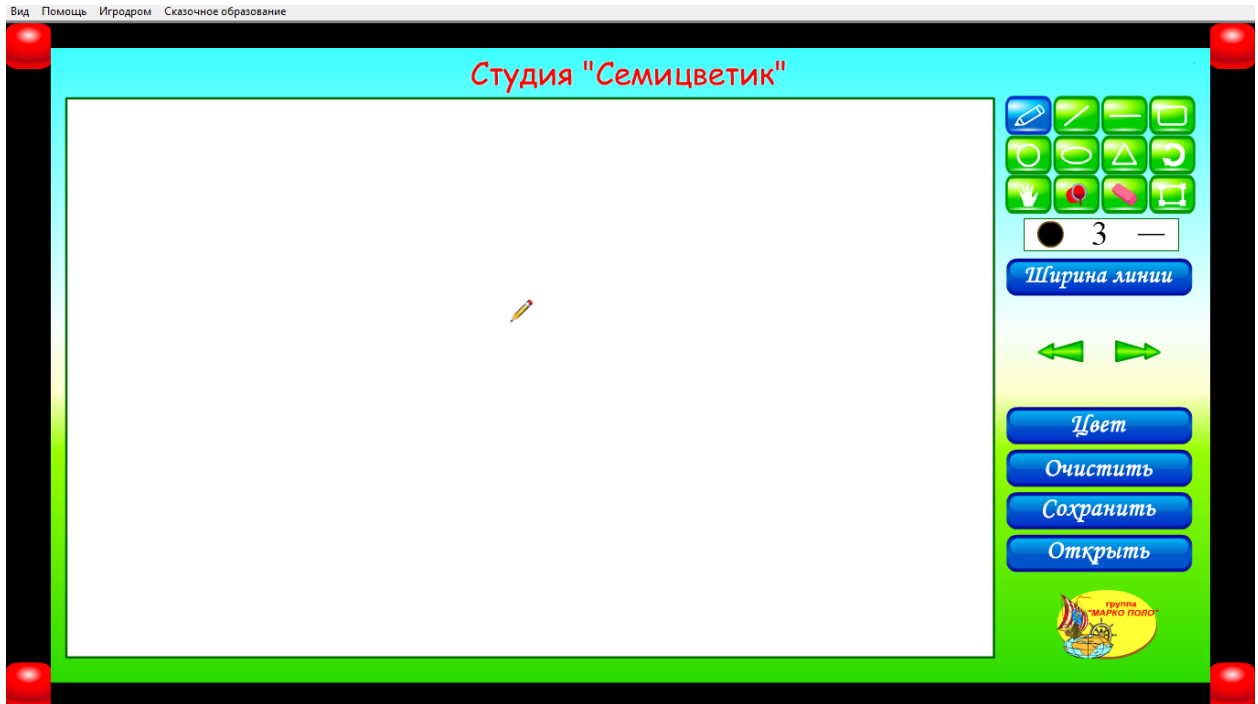 Вид Помощь Игродром Сказочное образование
Студия "Семицветик"
3
Ширина линии
Цвет
Очистить
Сохранить
Открыть
группа
"МАРКО ПОЛО"